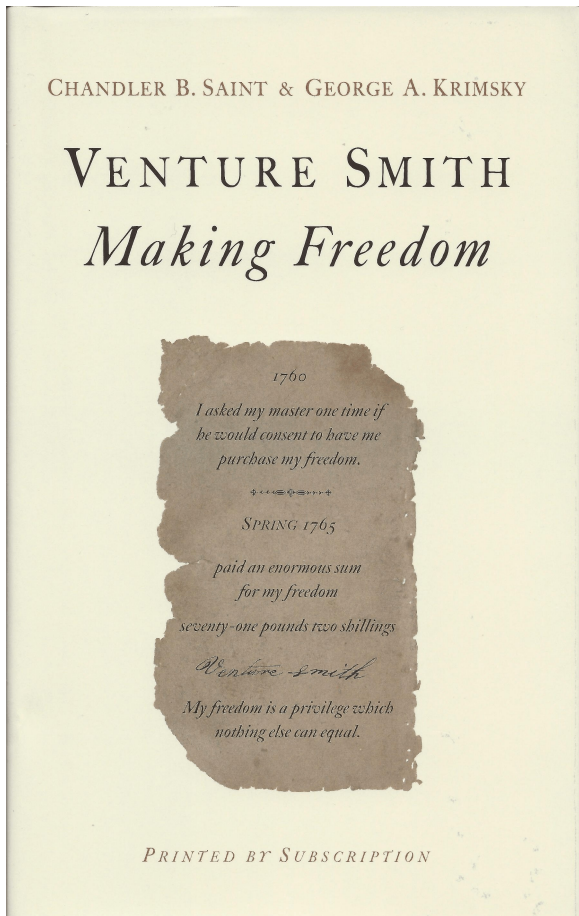 CHANDLER B. SAINT & GEORGE A. KRIMSKY
VENTURE SMITH
Making Freedom
1760
I asked my master one time if
he would consent to have me
purchase my freedom.
SPRING 1765
paid an enormous sum
for my freedom
seventy-one pounds two shillings
Venture Smith
My freedom is a privilege which
nothing else can equal.
PRINTED BY SUBSCRIPTION